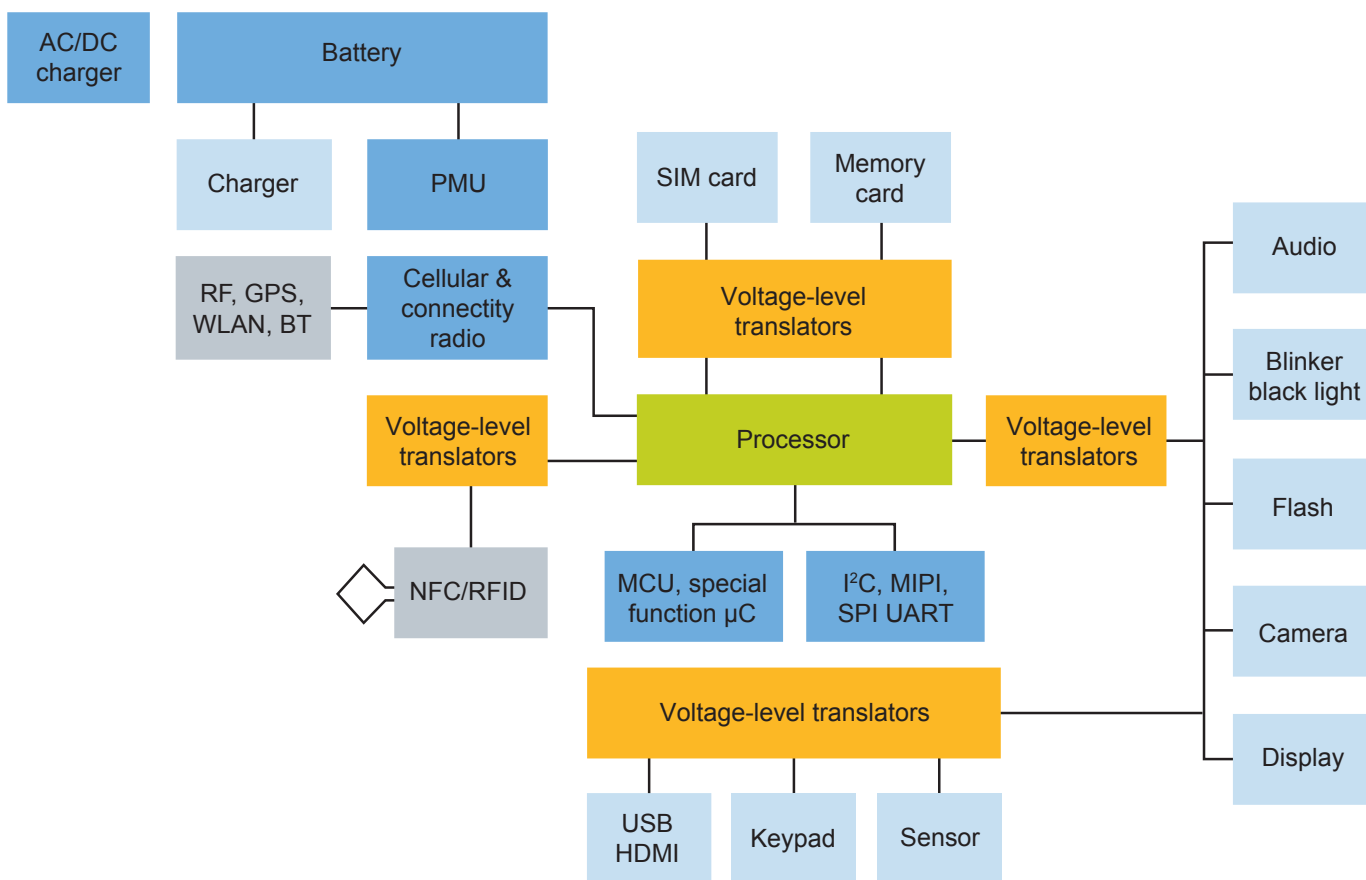 AC/DC
charger
Battery
Charger
PMU
SIM card
Memory
card
Audio
RF, GPS,
WLAN, BT
Cellular &
connectity
radio
Voltage-level
translators
Blinker
black light
Voltage-level
translators
Processor
Voltage-level
translators
Flash
NFC/RFID
MCU, special
function µC
I²C, MIPI,
SPI UART
Camera
Voltage-level translators
Display
USB
HDMI
Keypad
Sensor